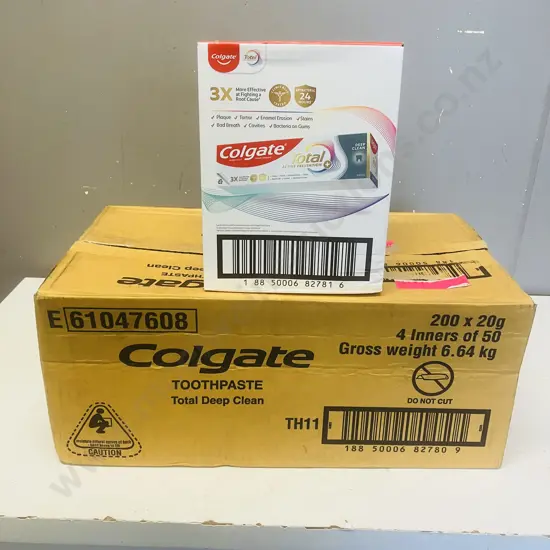 Colgate Total
3X More Effective
at Fighting a
Root Cause
24
✓ Plaque ✓ Tartar ✓ Enamel Erosion ✓ Stains
✓ Bad Breath ✓ Cavities ✓ Bacteria on Gums
Colgate Total
DEEP
CLEAN
3X
1 88 50006 82781 6
E 61047608
200 x 20g
4 Inners of 50
Gross weight 6.64 kg
Colgate
TOOTHPASTE
Total Deep Clean
DO NOT CUT
TH11
CAUTION
188 50006 82780 9